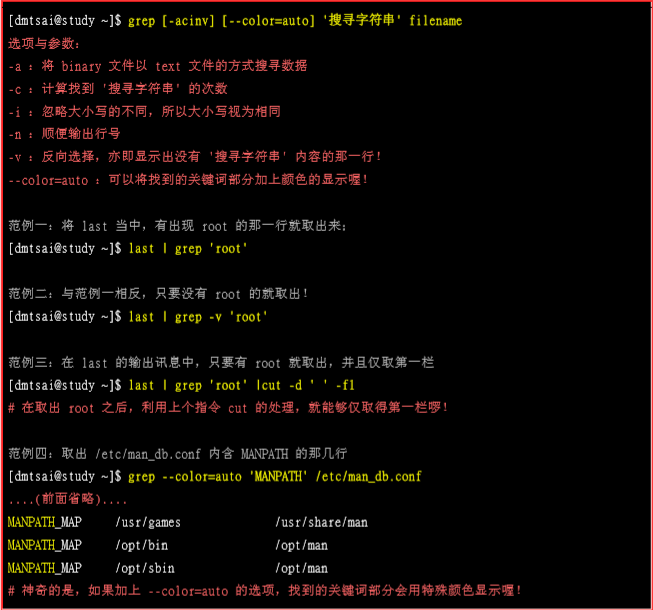 [dmtsai@study ~]$ grep [-acinv] [--color=auto] '搜寻字符串' filename
选项与参数：
-a ：将 binary 文件以 text 文件的方式搜寻数据
-c ：计算找到 '搜寻字符串' 的次数
-i ：忽略大小写的不同，所以大小写视为相同
-n ：顺便输出行号
-v ：反向选择，亦即显示出没有 '搜寻字符串' 内容的那一行！
--color=auto ：可以将找到的关键词部分加上颜色的显示喔！
范例一：将 last 当中，有出现 root 的那一行就取出来；
[dmtsai@study ~]$ last | grep 'root'
范例二：与范例一相反，只要没有 root 的就取出！
[dmtsai@study ~]$ last | grep -v 'root'
范例三：在 last 的输出讯息中，只要有 root 就取出，并且仅取第一栏
[dmtsai@study ~]$ last | grep 'root' |cut -d ' ' -f1
# 在取出 root 之后，利用上个指令 cut 的处理，就能够仅取得第一栏啰！
范例四：取出 /etc/man_db.conf 内含 MANPATH 的那几行
[dmtsai@study ~]$ grep --color=auto 'MANPATH' /etc/man_db.conf
....(前面省略)....
MANPATH_MAP /usr/games /usr/share/man
MANPATH_MAP /opt/bin /opt/man
MANPATH_MAP /opt/sbin /opt/man
# 神奇的是，如果加上 --color=auto 的选项，找到的关键词部分会用特殊颜色显示喔！